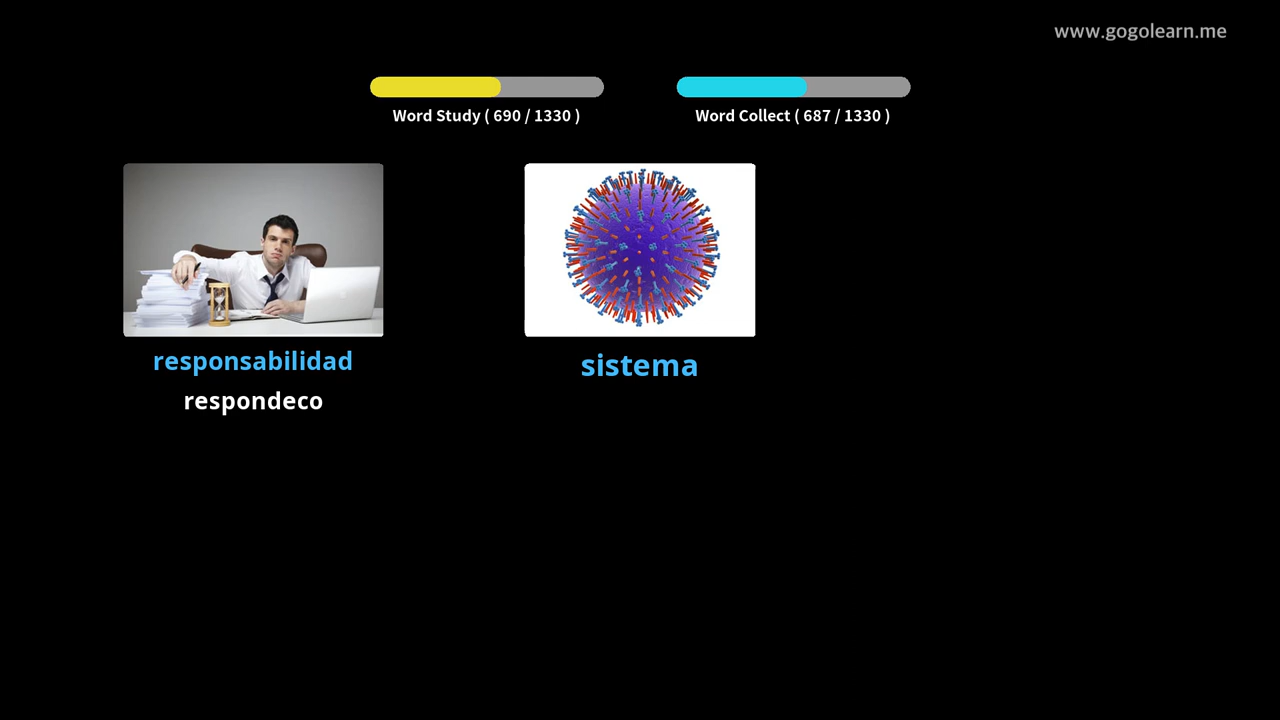 www.gogolearn.me
Word Study ( 690 / 1330 )
Word Collect ( 687 / 1330 )
responsabilidad
respondeco
sistema